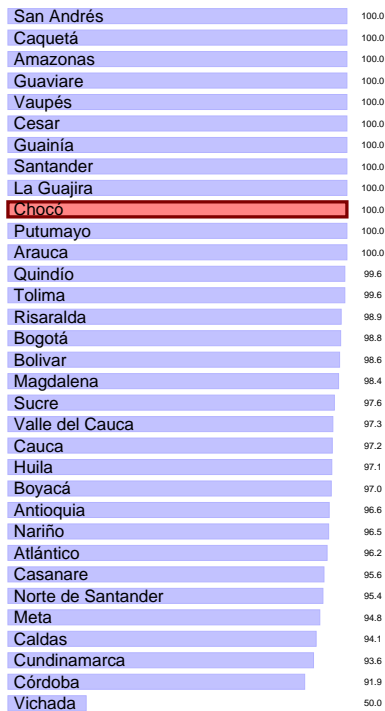 San Andrés 100.0
Caquetá 100.0
Amazonas 100.0
Guaviare 100.0
Vaupés 100.0
Cesar 100.0
Guainía 100.0
Santander 100.0
La Guajira 100.0
Chocó 100.0
Putumayo 100.0
Arauca 100.0
Quindío 99.6
Tolima 99.6
Risaralda 98.9
Bogotá 98.8
Bolivar 98.6
Magdalena 98.4
Sucre 97.6
Valle del Cauca 97.3
Cauca 97.2
Huila 97.1
Boyacá 97.0
Antioquia 96.6
Nariño 96.5
Atlántico 96.2
Casanare 95.6
Norte de Santander 95.4
Meta 94.8
Caldas 94.1
Cundinamarca 93.6
Córdoba 91.9
Vichada 50.0